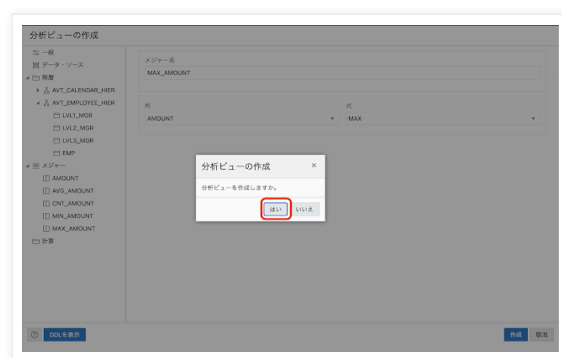 分析ビューの作成
一般
データ・ソース
階層
AVT_CALENDAR_HIER
AVT_EMPLOYEE_HIER
LVL1_MGR
LVL2_MGR
LVL3_MGR
EMP
メジャー
AMOUNT
AVG_AMOUNT
CNT_AMOUNT
MIN_AMOUNT
MAX_AMOUNT
計算
メジャー名
MAX_AMOUNT
列
AMOUNT
式
MAX
分析ビューの作成 ×
分析ビューを作成しますか。
はい いいえ
? DDLを表示
作成 取消